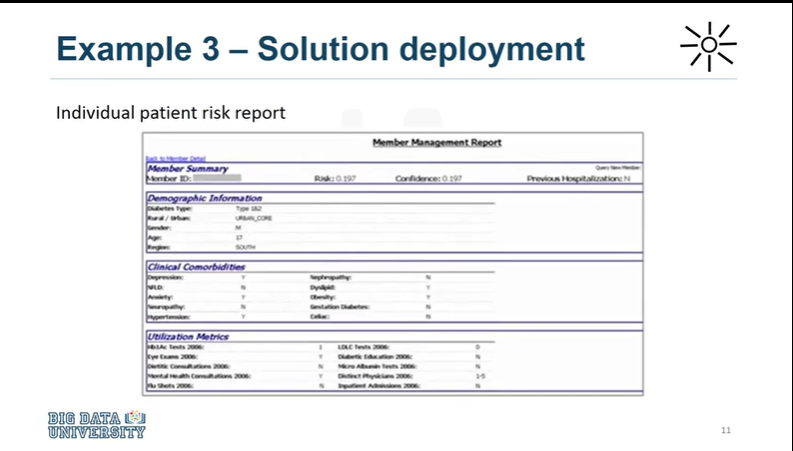 Example 3 – Solution deployment
Individual patient risk report
Member Management Report
Back to Member Detail
Query New Member
Member Summary
Member ID: Risk: 0.197 Confidence: 0.197 Previous Hospitalization: N
Demographic Information
Diabetes Type: Type 1&2
Rural / Urban: URBAN_CORE
Gender: M
Age: 17
Region: SOUTH
Clinical Comorbidities
Depression: Y Nephropathy: N
NFLD: N Dyslipid: Y
Anxiety: Y Obesity: Y
Neuropathy: N Gestation Diabetes: N
Hypertension: Y Celiac: N
Utilization Metrics
HbIAc Tests 2006: 1 LDLC Tests 2006: 0
Eye Exams 2006: Y Diabetic Education 2006: N
Dietitic Consultations 2006: N Micro Albumin Tests 2006: N
Mental Health Consultations 2006: Y Distinct Physicians 2006: 1-5
Flu Shots 2006: N Inpatient Admissions 2006: N
BIG DATA
UNIVERSITY
11